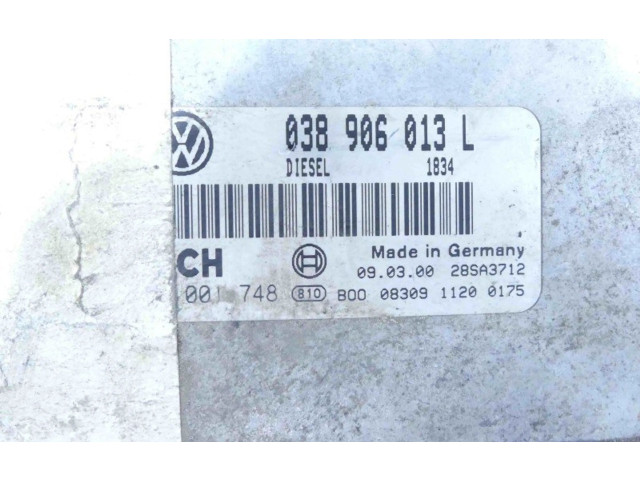 038 906 013 L
DIESEL 1834
CH Made in Germany
09.03.00 28SA3712
001 748 810 B00 08309 1120 0175